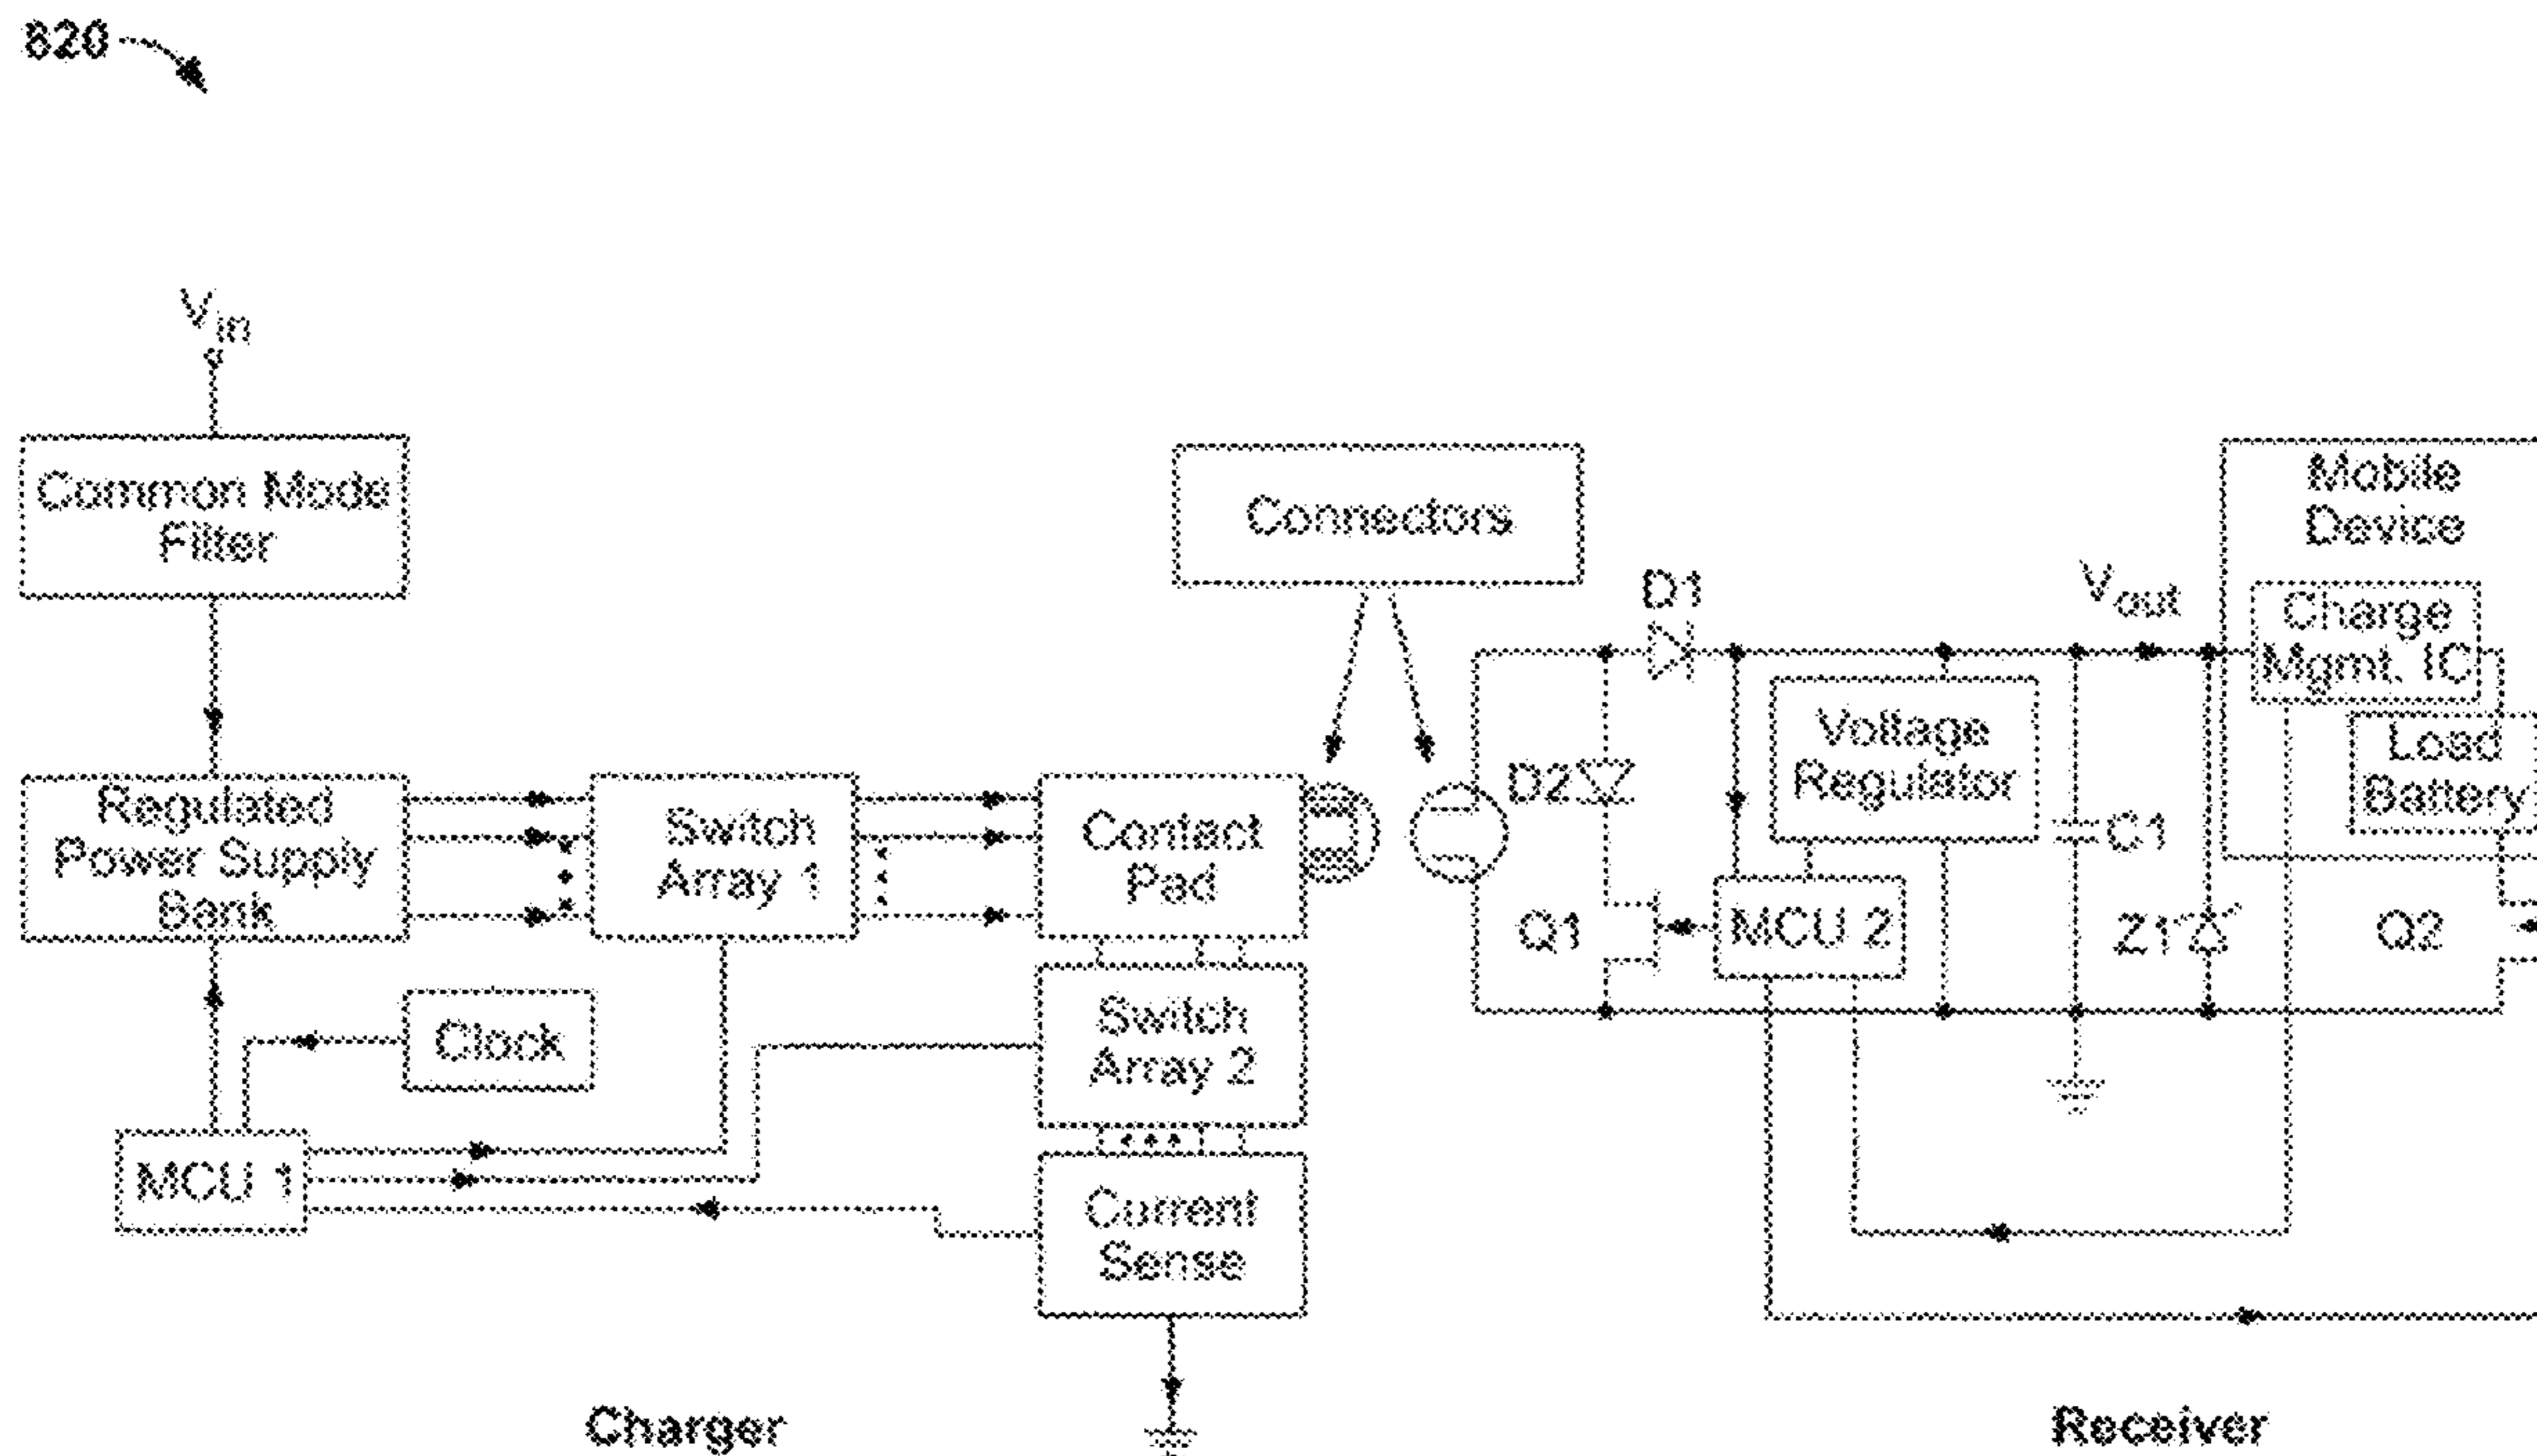 820
Vin
Common Mode
Filter
Connectors
Mobile
Device
D1
Vout
Charge
Mgmt. IC
Regulated
Power Supply
Bank
Switch
Array 1
Contact
Pad
D2
Voltage
Regulator
C1
Load
Battery
Q1
MCU 2
Z1
Q2
Clock
Switch
Array 2
MCU 1
Current
Sense
Charger
Receiver